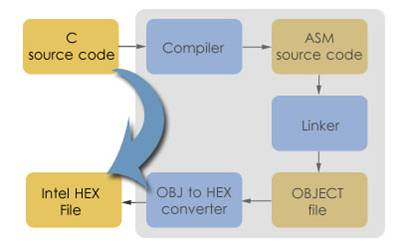 C
source code
Compiler
ASM
source code
Linker
Intel HEX
File
OBJ to HEX
converter
OBJECT
file